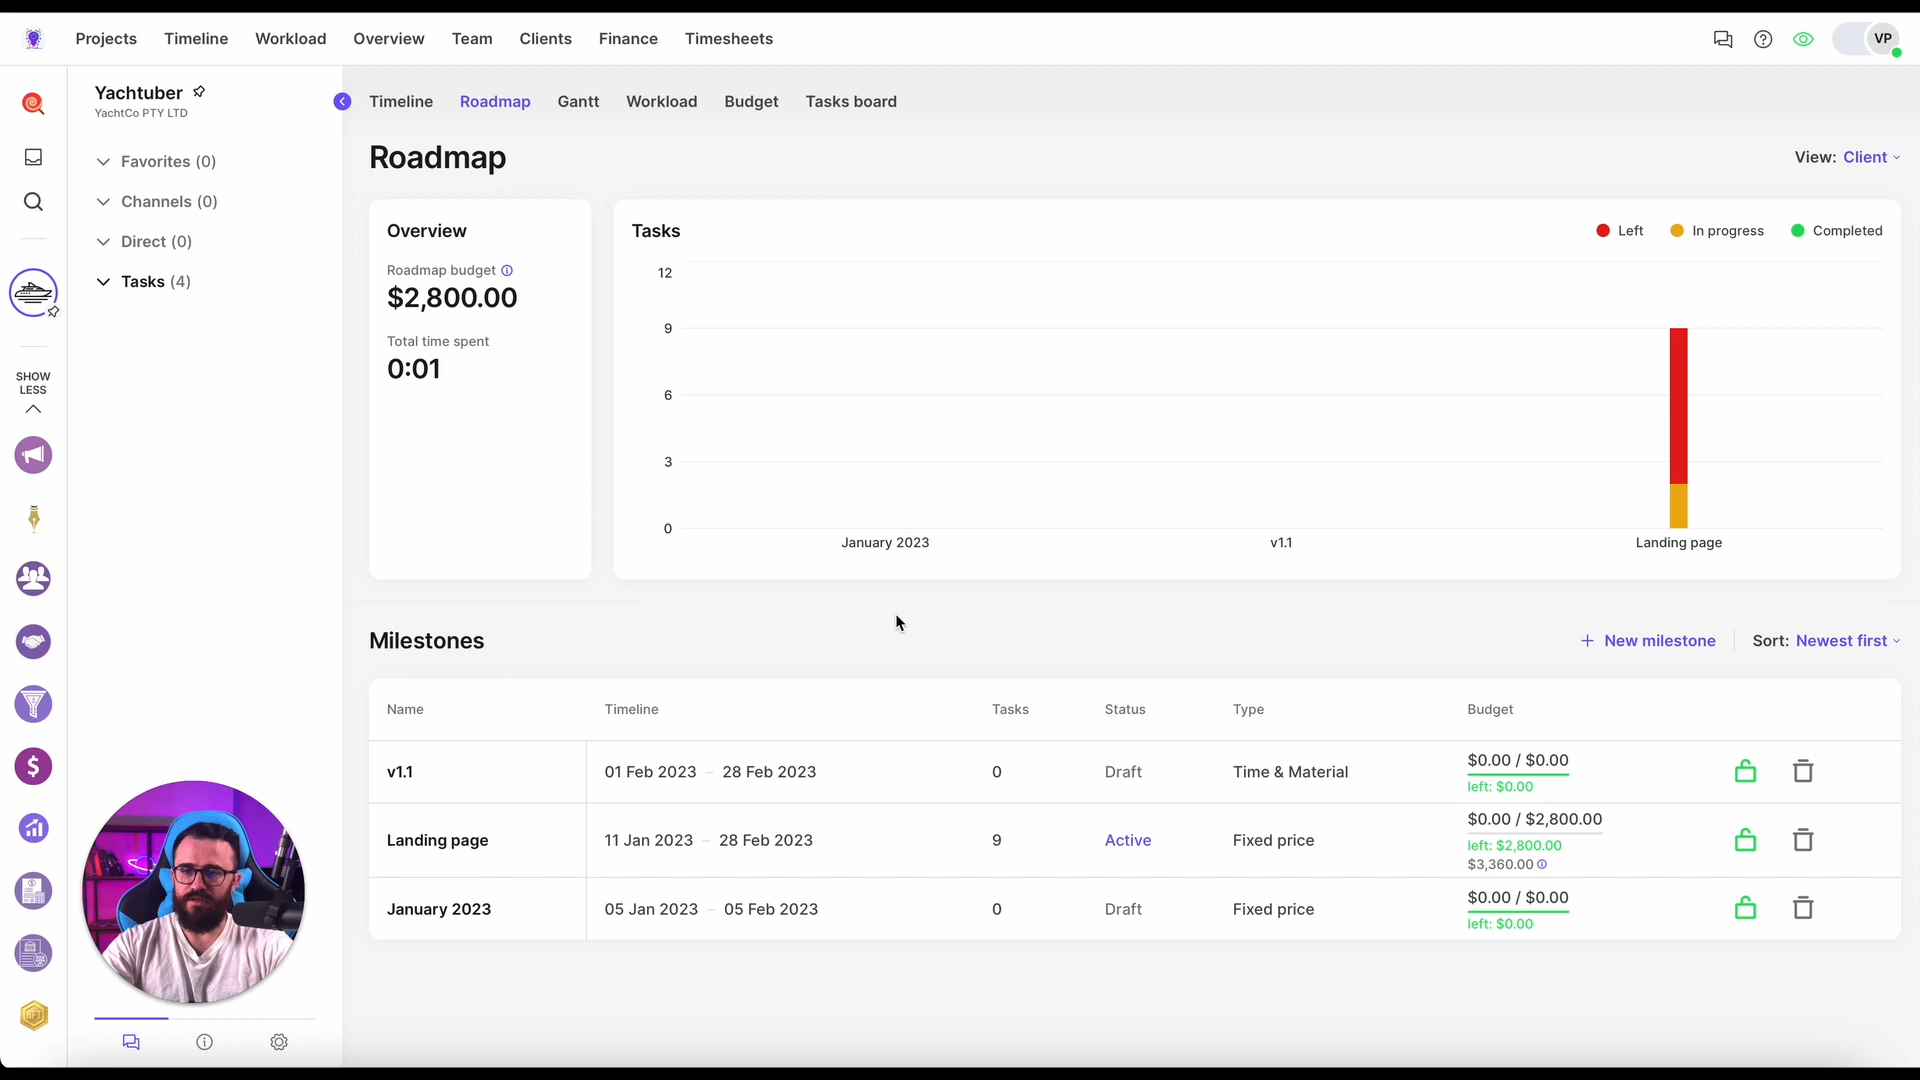 Projects Timeline Workload Overview Team Clients Finance Timesheets
VP
Yachtuber
YachtCo PTY LTD
Timeline Roadmap Gantt Workload Budget Tasks board
Favorites (0)
Channels (0)
Direct (0)
Tasks (4)
SHOW
LESS
Roadmap
View: Client
Overview
Roadmap budget
$2,800.00
Total time spent
0:01
Tasks
Left In progress Completed
12
9
6
3
0
January 2023 v1.1 Landing page
Milestones
+ New milestone Sort: Newest first
Name Timeline Tasks Status Type Budget
v1.1 01 Feb 2023 – 28 Feb 2023 0 Draft Time & Material $0.00 / $0.00
left: $0.00
Landing page 11 Jan 2023 – 28 Feb 2023 9 Active Fixed price $0.00 / $2,800.00
left: $2,800.00
$3,360.00
January 2023 05 Jan 2023 – 05 Feb 2023 0 Draft Fixed price $0.00 / $0.00
left: $0.00
$
NFT